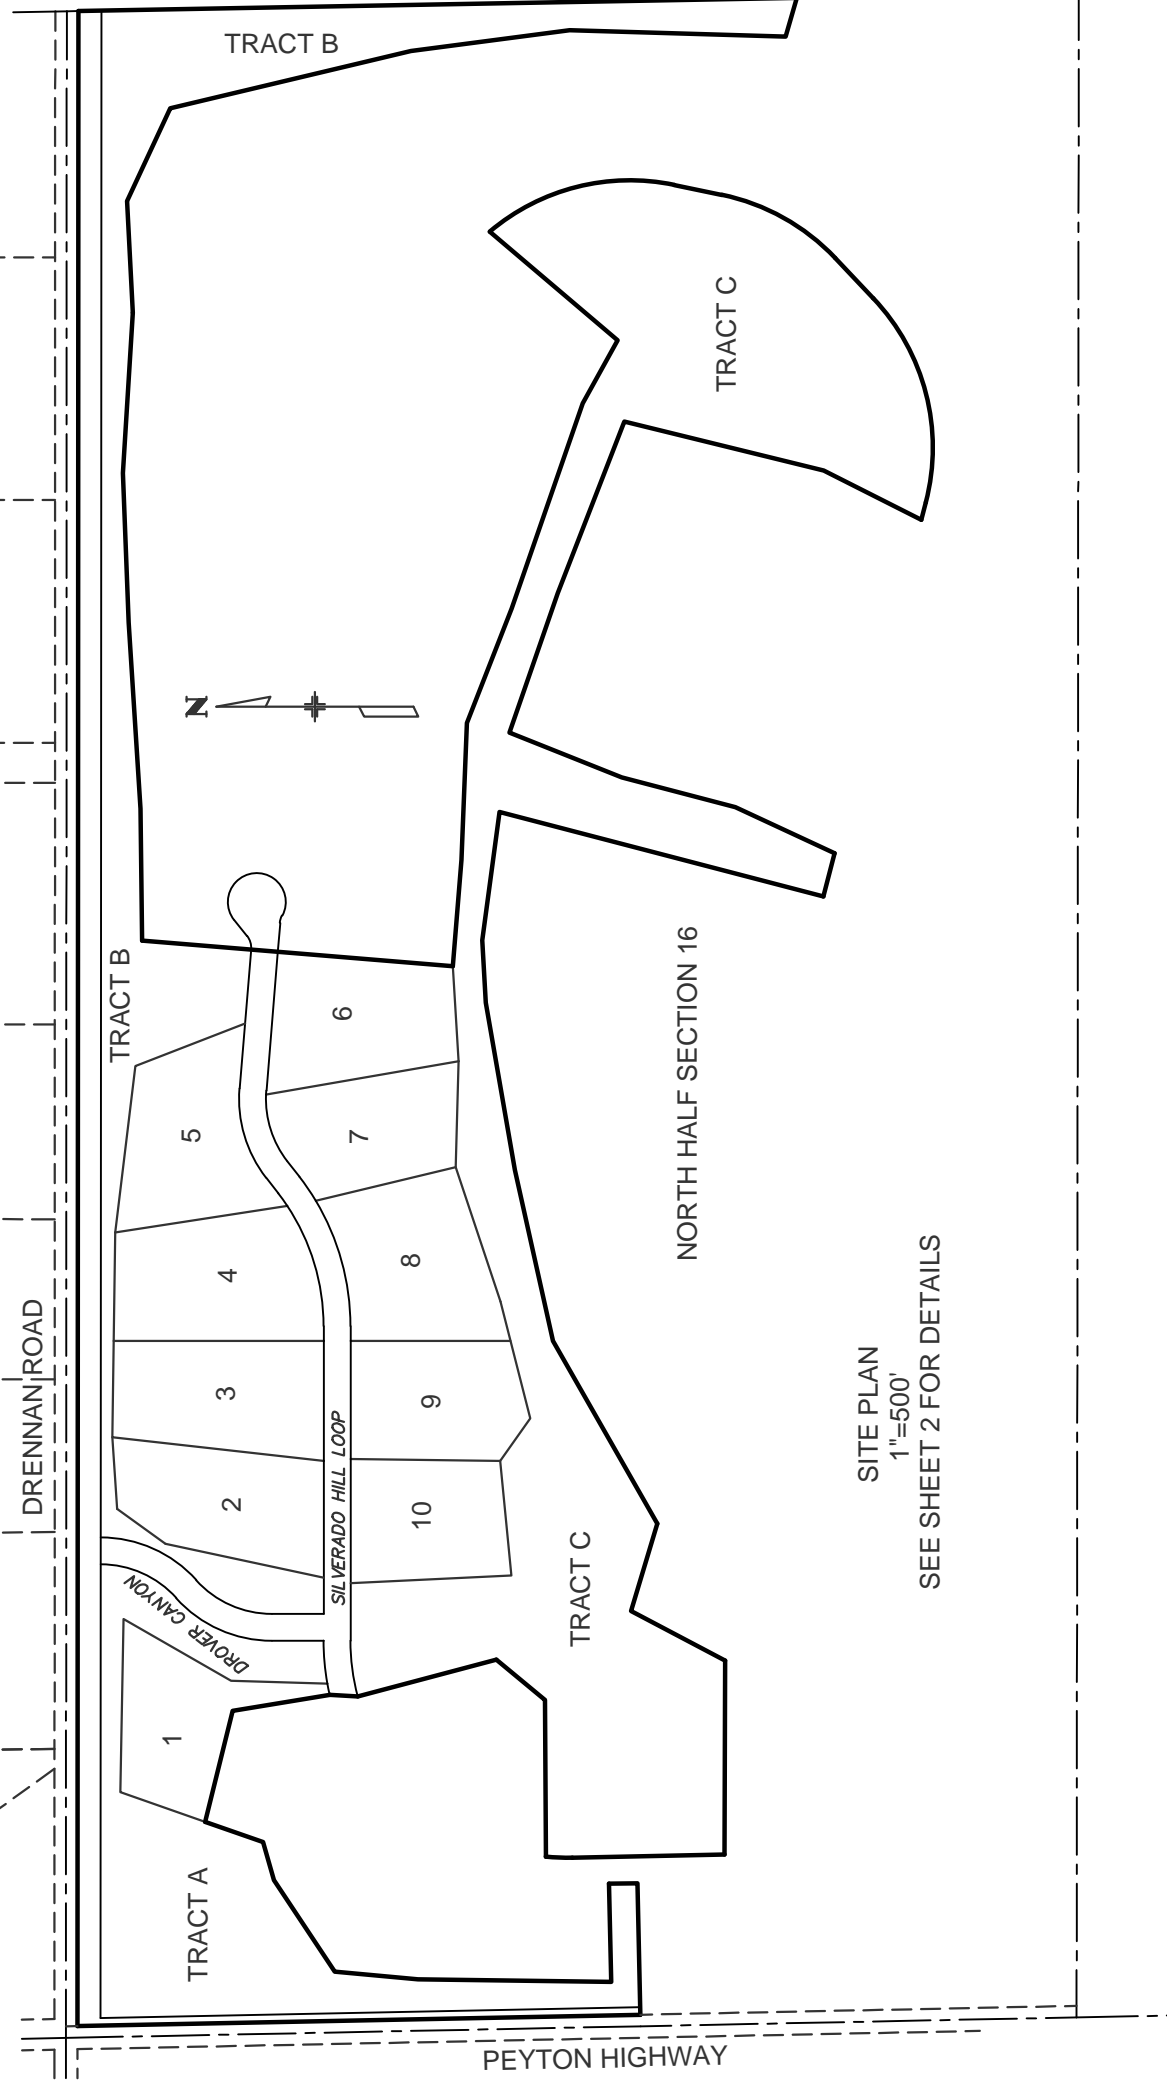 TRACT B
DRENNAN ROAD
TRACT C
N
TRACT B
6
5
7
4
8
3
9
2
10
SILVERADO HILL LOOP
DROVER CANYON
1
TRACT A
TRACT C
NORTH HALF SECTION 16
SITE PLAN
1"=500'
SEE SHEET 2 FOR DETAILS
PEYTON HIGHWAY